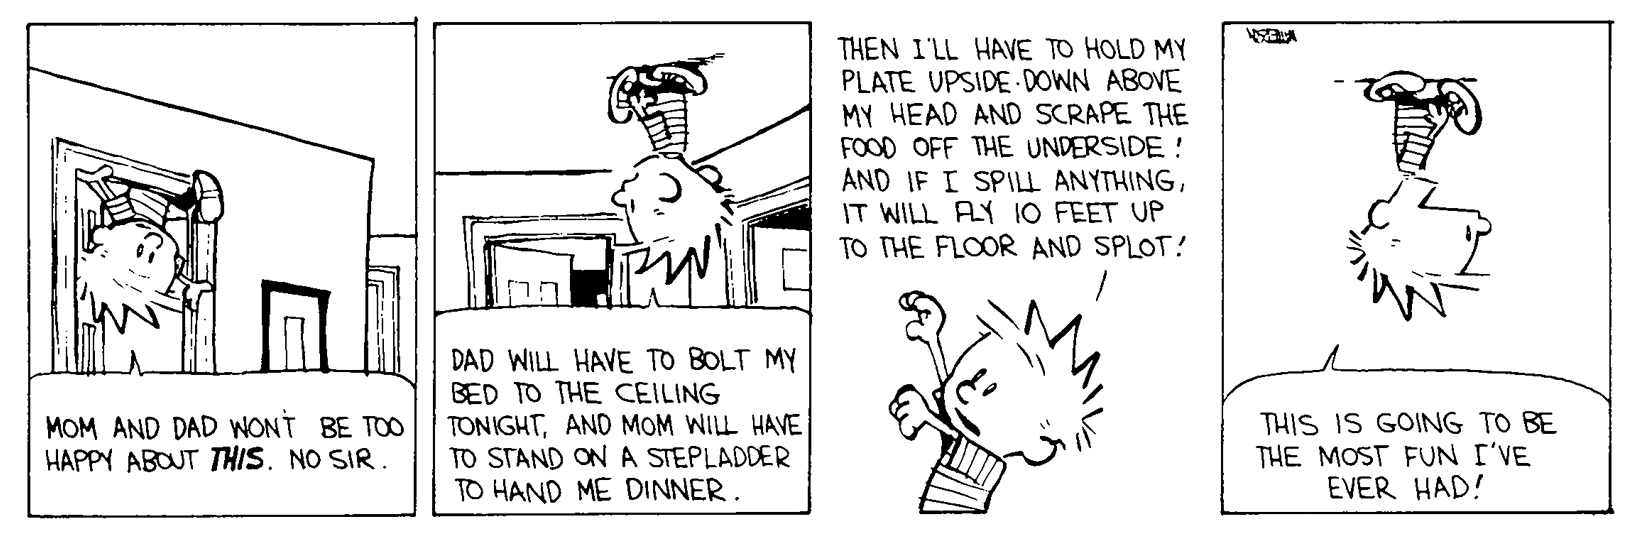 MOM AND DAD WON'T BE TOO
HAPPY ABOUT THIS. NO SIR.
DAD WILL HAVE TO BOLT MY
BED TO THE CEILING
TONIGHT, AND MOM WILL HAVE
TO STAND ON A STEPLADDER
TO HAND ME DINNER.
THEN I'LL HAVE TO HOLD MY
PLATE UPSIDE-DOWN ABOVE
MY HEAD AND SCRAPE THE
FOOD OFF THE UNDERSIDE!
AND IF I SPILL ANYTHING,
IT WILL FLY 10 FEET UP
TO THE FLOOR AND SPLOT!
THIS IS GOING TO BE
THE MOST FUN I'VE
EVER HAD!